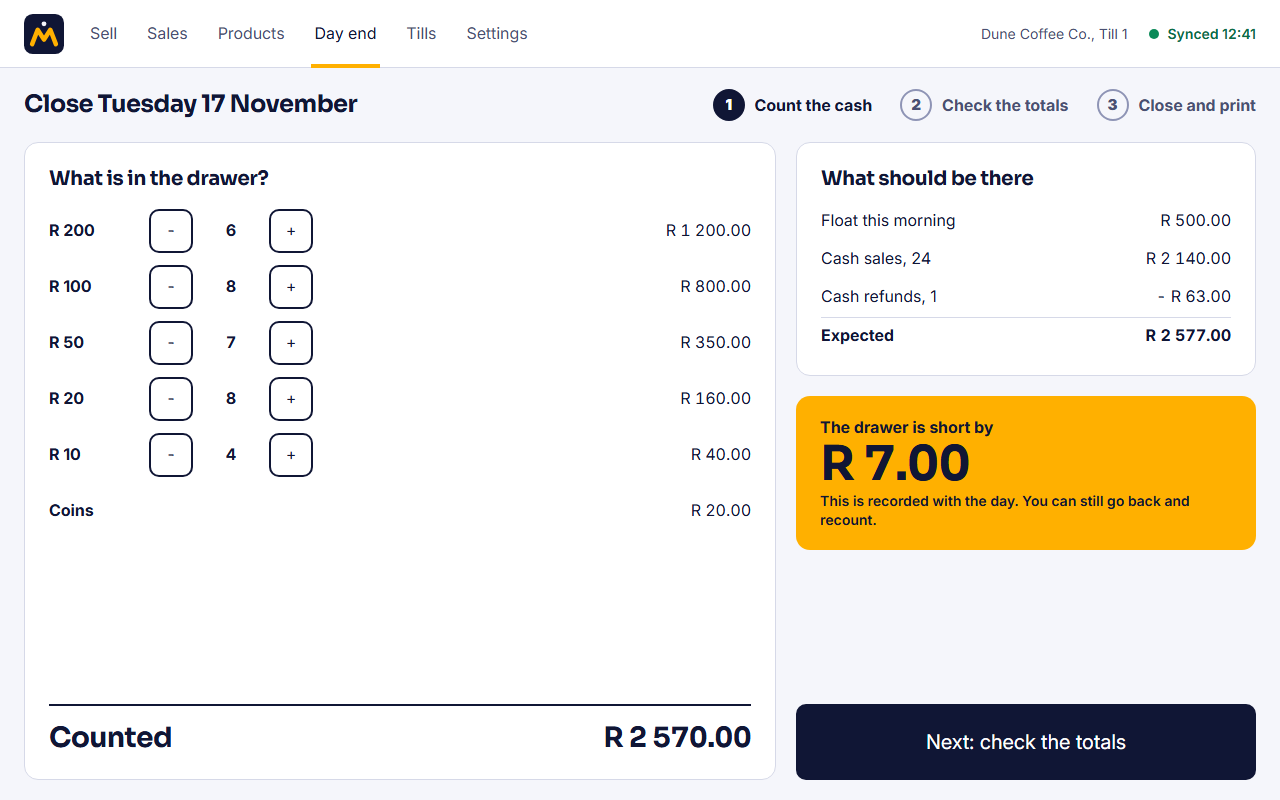 Sell Sales Products Day end Tills Settings Dune Coffee Co., Till 1 Synced 12:41
Close Tuesday 17 November 1 Count the cash 2 Check the totals 3 Close and print
What is in the drawer?
R 200 - 6 + R 1 200.00
R 100 - 8 + R 800.00
R 50 - 7 + R 350.00
R 20 - 8 + R 160.00
R 10 - 4 + R 40.00
Coins R 20.00
Counted R 2 570.00
What should be there
Float this morning R 500.00
Cash sales, 24 R 2 140.00
Cash refunds, 1 - R 63.00
Expected R 2 577.00
The drawer is short by
R 7.00
This is recorded with the day. You can still go back and
recount.
Next: check the totals